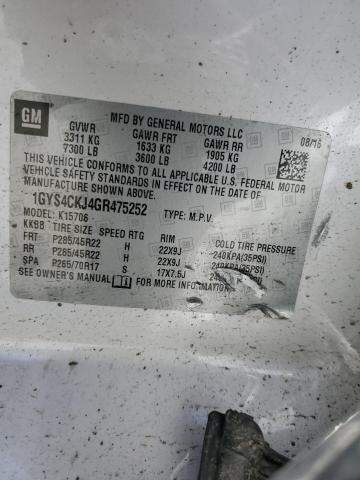 GM
MFD BY GENERAL MOTORS LLC
08/16
GVWR GAWR FRT GAWR RR
3311 KG 1633 KG 1905 KG
7300 LB 3600 LB 4200 LB
THIS VEHICLE CONFORMS TO ALL APPLICABLE U.S. FEDERAL MOTOR
VEHICLE SAFETY STANDARDS IN EFFECT ON THE DATE OF
MANUFACTURE SHOWN ABOVE.
1GYS4CKJ4GR475252 TYPE: M.P.V.
MODEL: K15706
KK9B TIRE SIZE SPEED RTG RIM COLD TIRE PRESSURE
FRT P285/45R22 H 22X9J 240KPA(35PSI)
RR P285/45R22 H 22X9J 240KPA(35PSI)
SPA P265/70R17 17X7.5J
SEE OWNER'S MANUAL FOR MORE INFORMATION